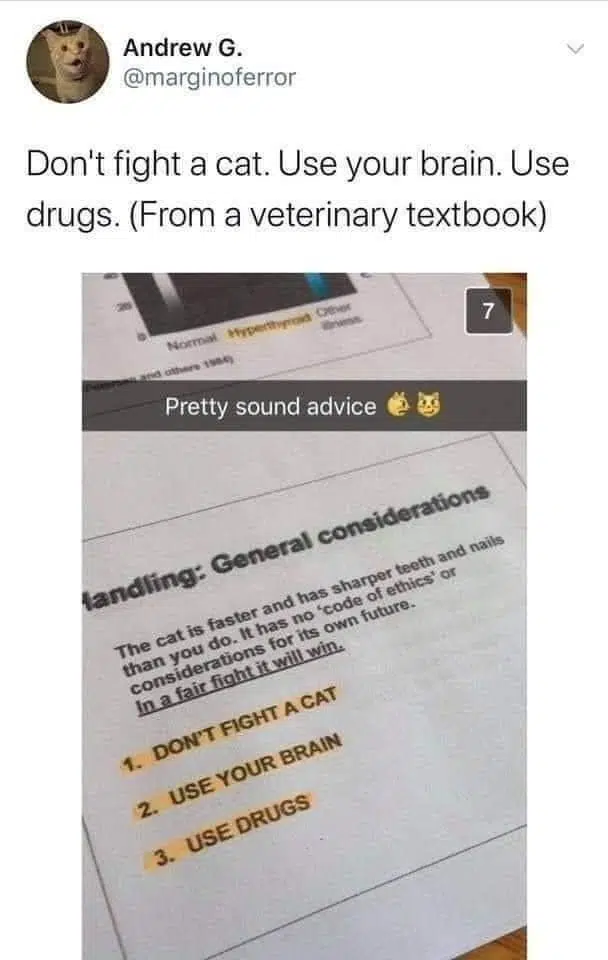 Andrew G.
@marginoferror
Don't fight a cat. Use your brain. Use
drugs. (From a veterinary textbook)
7
20
0
Normal Hyperthyroid Other
illness
and others 1984)
Pretty sound advice
Handling: General considerations
The cat is faster and has sharper teeth and nails
than you do. It has no 'code of ethics' or
considerations for its own future.
In a fair fight it will win.
1. DON'T FIGHT A CAT
2. USE YOUR BRAIN
3. USE DRUGS